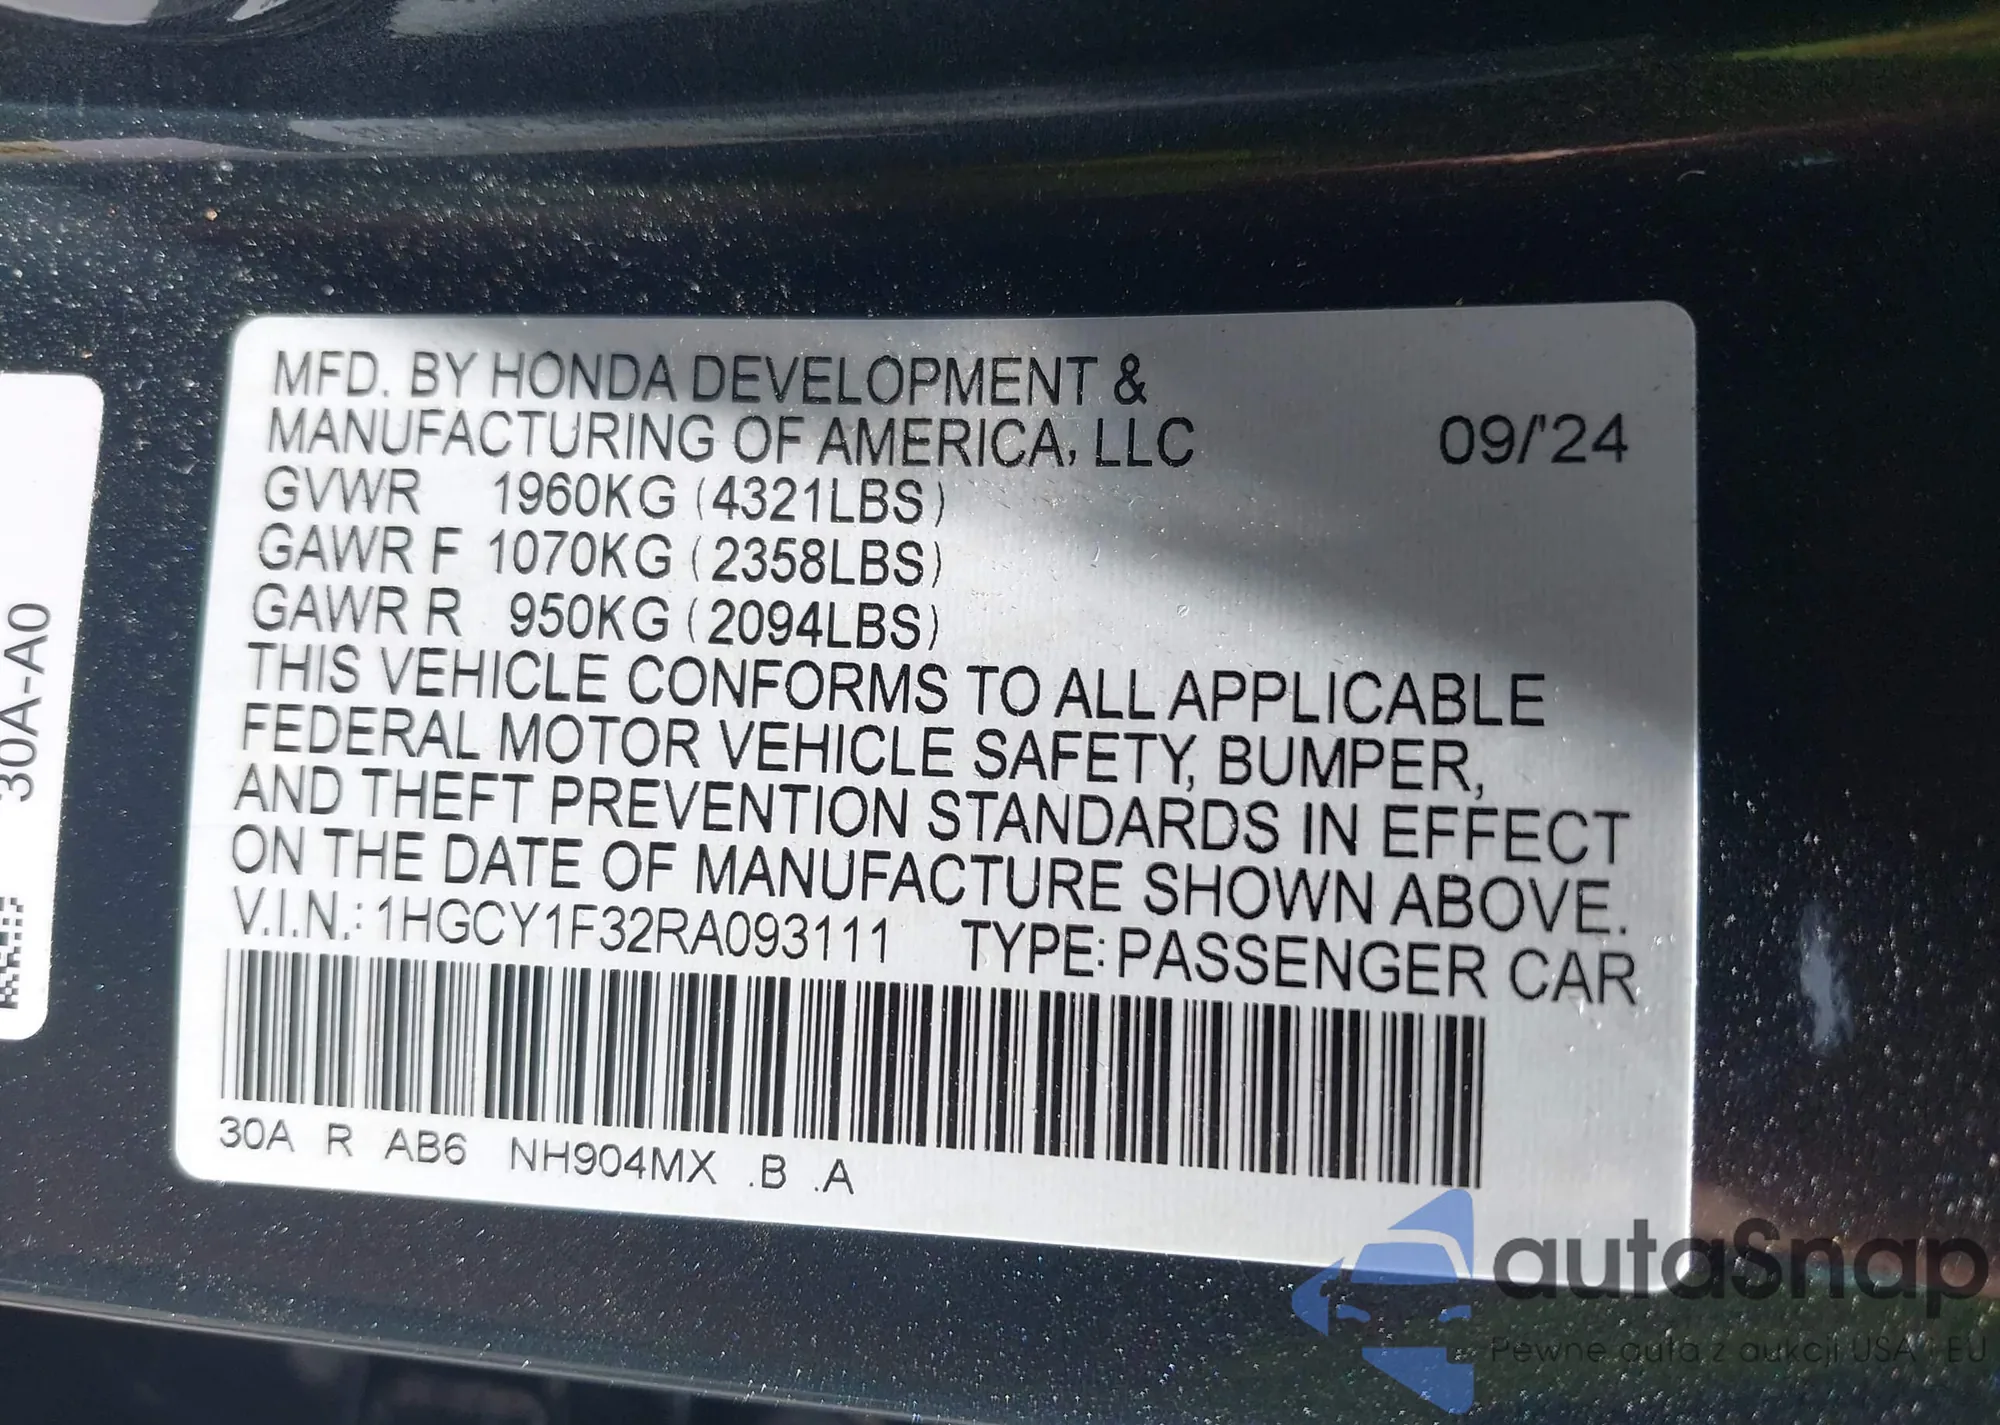 MFD. BY HONDA DEVELOPMENT &
MANUFACTURING OF AMERICA, LLC 09/'24
GVWR 1960KG (4321LBS)
GAWR F 1070KG (2358LBS)
GAWR R 950KG (2094LBS)
THIS VEHICLE CONFORMS TO ALL APPLICABLE
FEDERAL MOTOR VEHICLE SAFETY, BUMPER,
AND THEFT PREVENTION STANDARDS IN EFFECT
ON THE DATE OF MANUFACTURE SHOWN ABOVE.
V.I.N.: 1HGCY1F32RA093111 TYPE: PASSENGER CAR
30A R AB6 NH904MX .B .A
30A-A0
autaSnap
Pewne auta z aukcji USA i EU